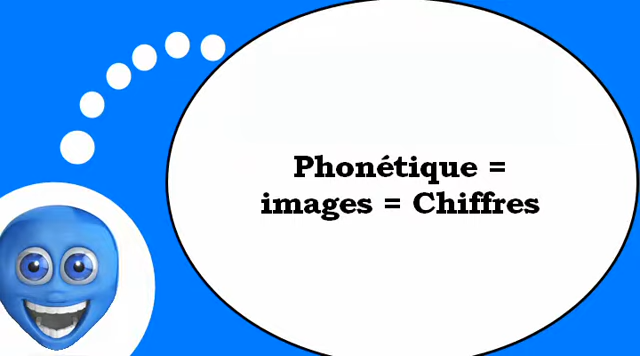 Phonétique =
images = Chiffres